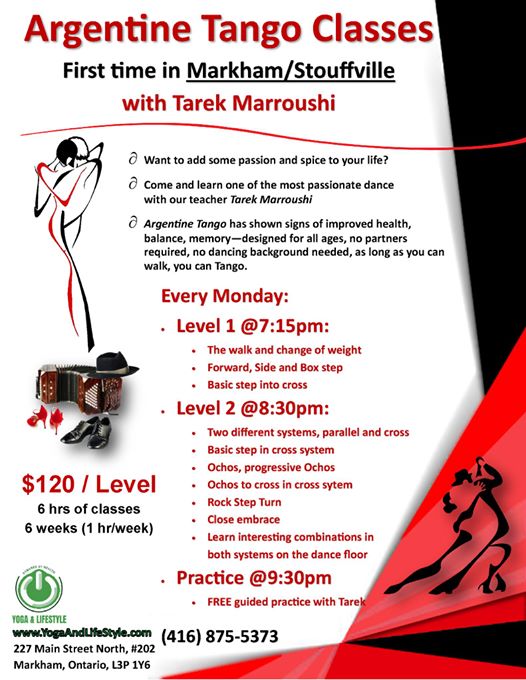 Argentine Tango Classes
First time in Markham/Stouffville
with Tarek Marroushi
∂ Want to add some passion and spice to your life?
∂ Come and learn one of the most passionate dance
with our teacher Tarek Marroushi
∂ Argentine Tango has shown signs of improved health,
balance, memory—designed for all ages, no partners
required, no dancing background needed, as long as you can
walk, you can Tango.
Every Monday:
• Level 1 @7:15pm:
• The walk and change of weight
• Forward, Side and Box step
• Basic step into cross
• Level 2 @8:30pm:
• Two different systems, parallel and cross
• Basic step in cross system
• Ochos, progressive Ochos
• Ochos to cross in cross sytem
• Rock Step Turn
• Close embrace
• Learn interesting combinations in
both systems on the dance floor
• Practice @9:30pm
• FREE guided practice with Tarek
$120 / Level
6 hrs of classes
6 weeks (1 hr/week)
YOGA & LIFESTYLE
www.YogaAndLifeStyle.com
227 Main Street North, #202
Markham, Ontario, L3P 1Y6
(416) 875-5373